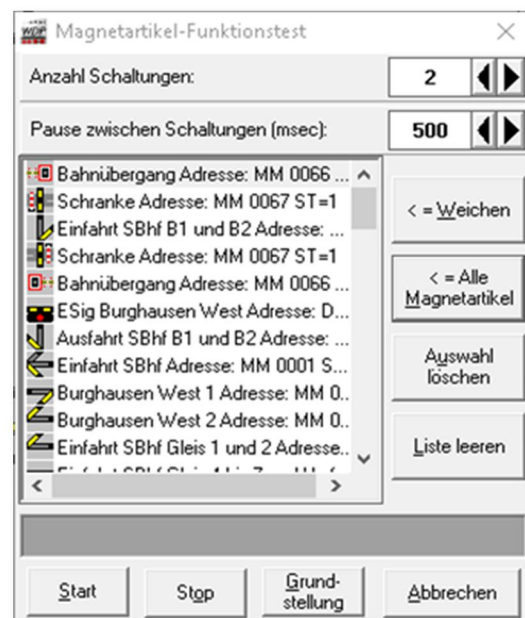 WDP Magnetartikel-Funktionstest
Anzahl Schaltungen: 2
Pause zwischen Schaltungen (msec): 500
Bahnübergang Adresse: MM 0066 ...
Schranke Adresse: MM 0067 ST=1
Einfahrt SBhf B1 und B2 Adresse: ...
Schranke Adresse: MM 0067 ST=1
Bahnübergang Adresse: MM 0066 ...
ESig Burghausen West Adresse: D...
Ausfahrt SBhf B1 und B2 Adresse: ...
Einfahrt SBhf Adresse: MM 0001 S...
Burghausen West 1 Adresse: MM 0...
Burghausen West 2 Adresse: MM 0..
Einfahrt SBhf Gleis 1 und 2 Adresse..
< = Weichen
< = Alle
Magnetartikel
Auswahl
löschen
Liste leeren
Start
Stop
Grund-
stellung
Abbrechen